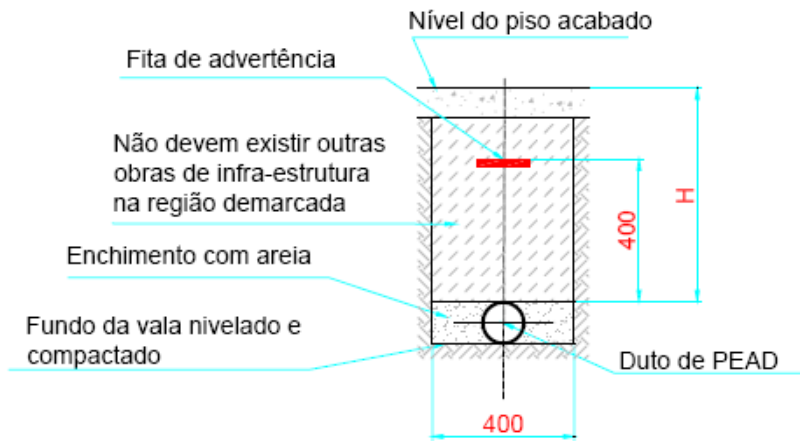 Nível do piso acabado
Fita de advertência
Não devem existir outras
obras de infra-estrutura
na região demarcada
H
400
Enchimento com areia
Fundo da vala nivelado e
compactado
Duto de PEAD
400